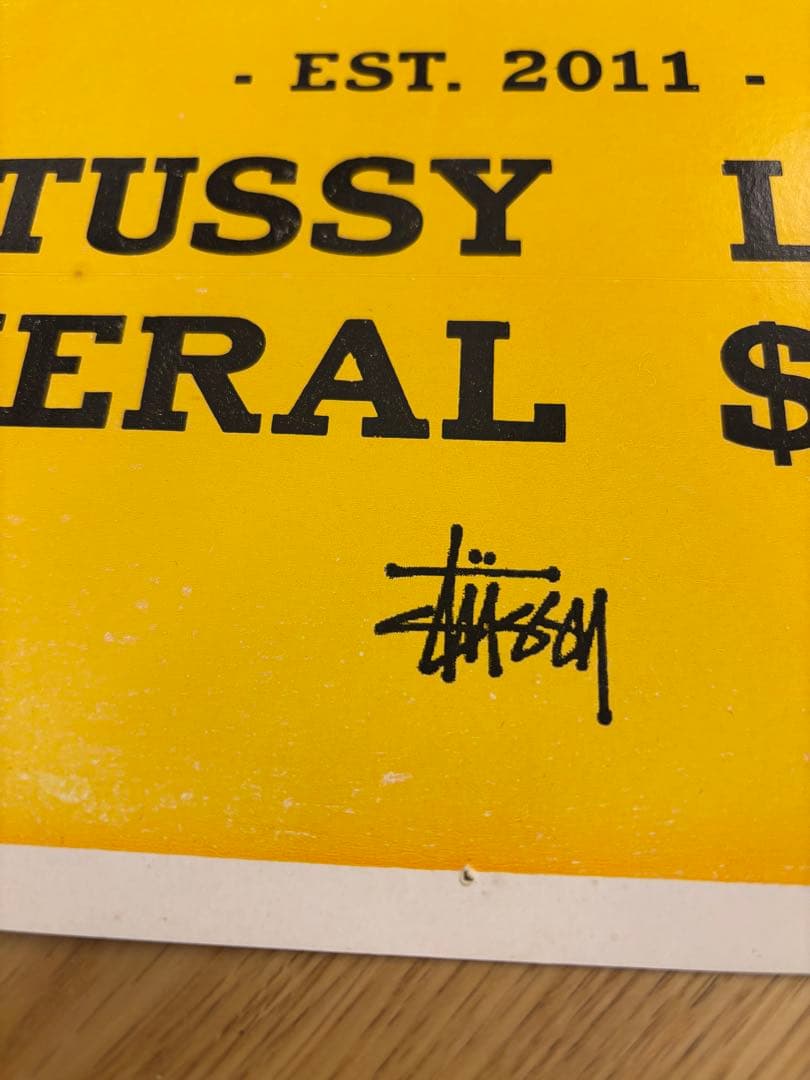 - EST. 2011 -
TUSSY L
ERAL $
Stüssy